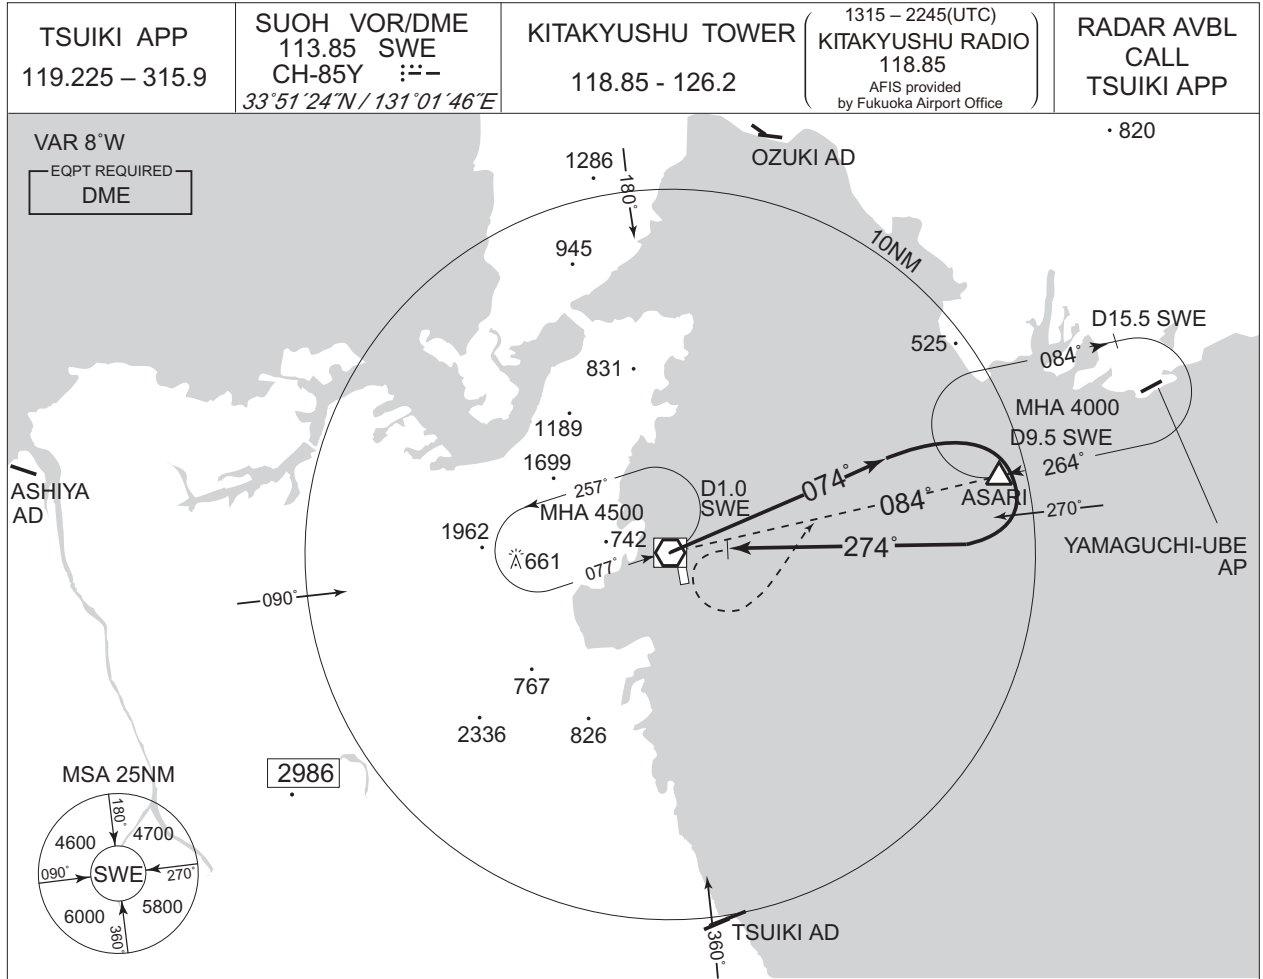 TSUIKI APP
119.225 – 315.9
SUOH VOR/DME
113.85 SWE
CH-85Y
33°51´24˝N / 131°01´46˝E
KITAKYUSHU TOWER
118.85 - 126.2
1315 – 2245(UTC)
KITAKYUSHU RADIO
118.85
AFIS provided
by Fukuoka Airport Office
RADAR AVBL
CALL
TSUIKI APP
VAR 8°W
EQPT REQUIRED
DME
1286
180°
OZUKI AD
820
945
10NM
D15.5 SWE
525
084°
831
MHA 4000
1189
D9.5 SWE
264°
1699
ASHIYA
AD
257°
D1.0
SWE
074°
084°
ASARI
MHA 4500
270°
1962
742
661
274°
YAMAGUCHI-UBE
AP
077°
090°
767
2336
826
2986
MSA 25NM
180°
4600
4700
090°
SWE
270°
6000
5800
360°
TSUIKI AD
360°